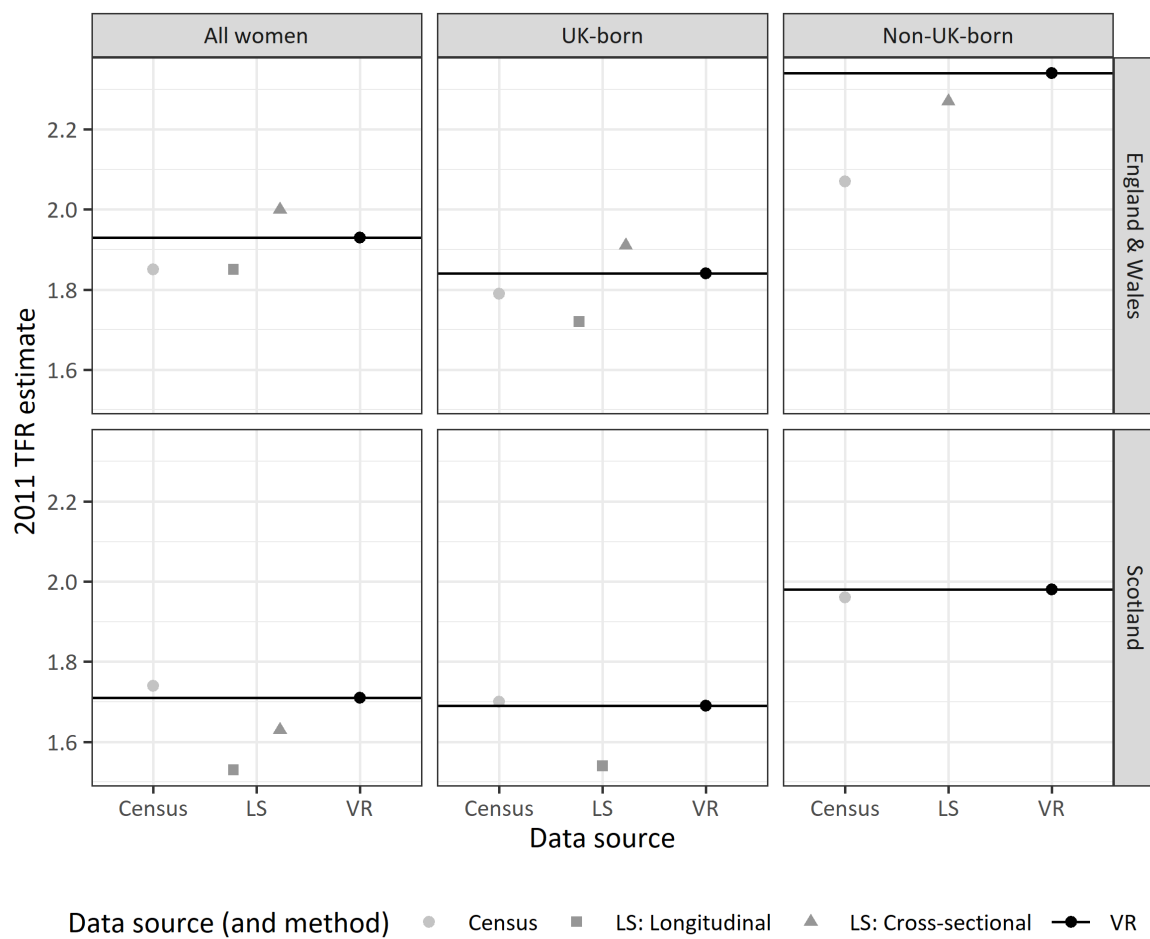 All women UK-born Non-UK-born
2.2
2.0
1.8
1.6
England & Wales
2011 TFR estimate
2.2
2.0
1.8
1.6
Scotland
Census LS VR Census LS VR Census LS VR
Data source
Data source (and method) Census LS: Longitudinal LS: Cross-sectional VR